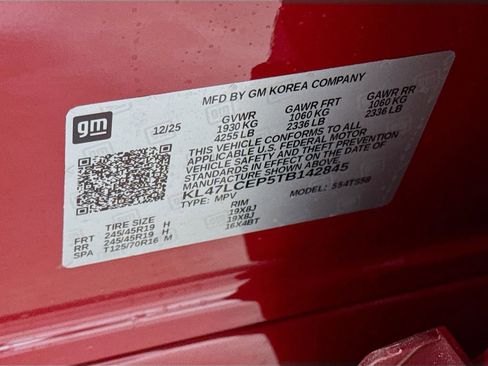 gm
MFD BY GM KOREA COMPANY
12/25 GVWR GAWR FRT GAWR RR
1930 KG 1060 KG 1060 KG
4255 LB 2336 LB 2336 LB
THIS VEHICLE CONFORMS TO ALL
APPLICABLE U.S. FEDERAL MOTOR
VEHICLE SAFETY AND THEFT PREVENTION
STANDARDS IN EFFECT ON THE DATE OF
MANUFACTURE SHOWN ABOVE.
KL47LCEP5TB142845
TYPE: MPV MODEL:
TIRE SIZE RIM
FRT 245/45R19 H 19X8J
RR 245/45R19 H 19X8J
SPA T125/70R16 M 16X4BT